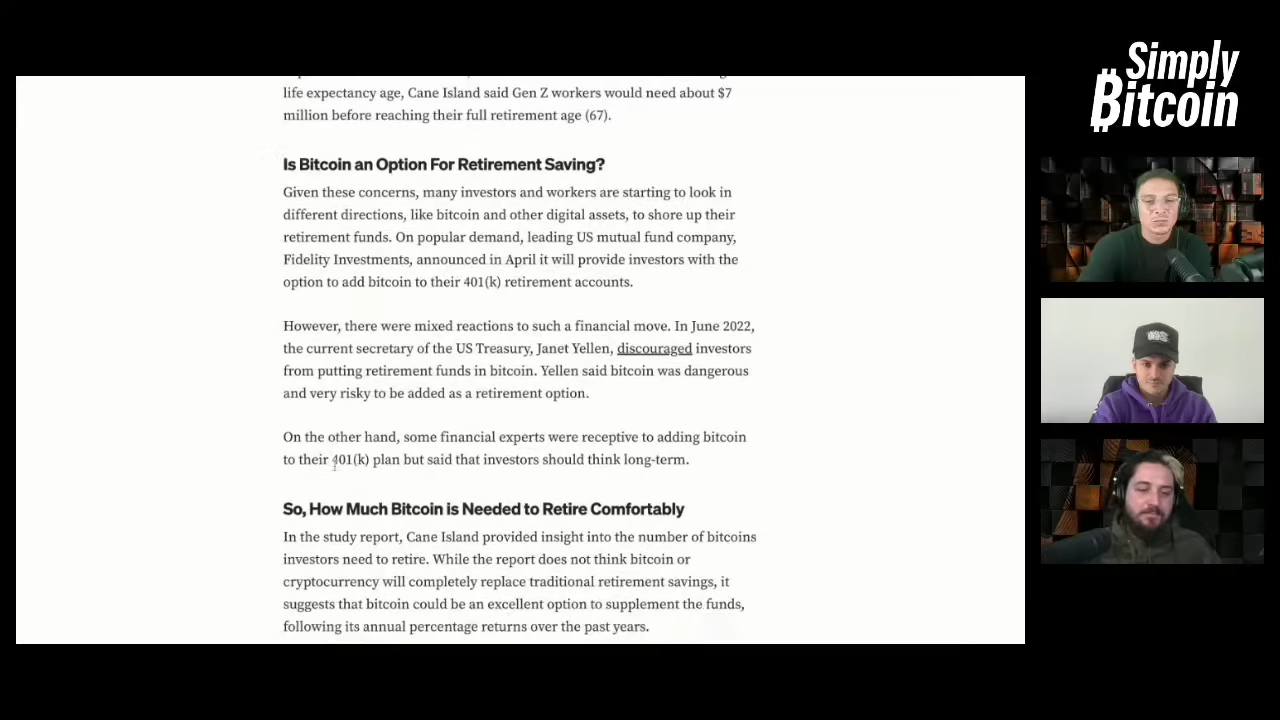 Simply
Bitcoin
life expectancy age, Cane Island said Gen Z workers would need about $7
million before reaching their full retirement age (67).
Is Bitcoin an Option For Retirement Saving?
Given these concerns, many investors and workers are starting to look in
different directions, like bitcoin and other digital assets, to shore up their
retirement funds. On popular demand, leading US mutual fund company,
Fidelity Investments, announced in April it will provide investors with the
option to add bitcoin to their 401(k) retirement accounts.
However, there were mixed reactions to such a financial move. In June 2022,
the current secretary of the US Treasury, Janet Yellen, discouraged investors
from putting retirement funds in bitcoin. Yellen said bitcoin was dangerous
and very risky to be added as a retirement option.
On the other hand, some financial experts were receptive to adding bitcoin
to their 401(k) plan but said that investors should think long-term.
So, How Much Bitcoin is Needed to Retire Comfortably
In the study report, Cane Island provided insight into the number of bitcoins
investors need to retire. While the report does not think bitcoin or
cryptocurrency will completely replace traditional retirement savings, it
suggests that bitcoin could be an excellent option to supplement the funds,
following its annual percentage returns over the past years.